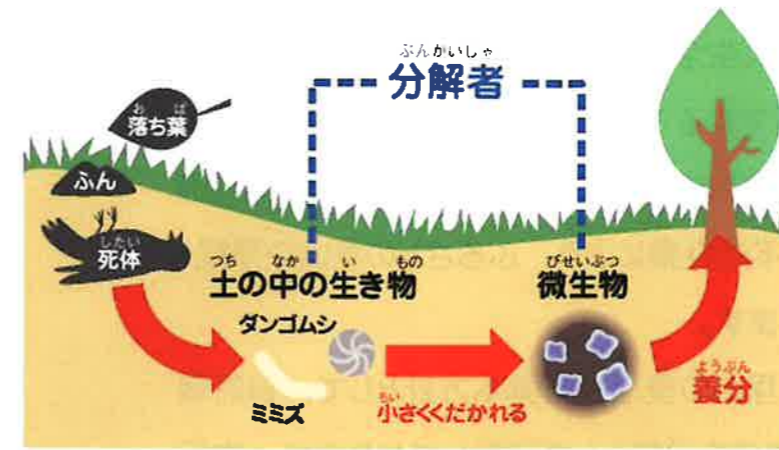 ぶんかいしゃ
分解者
おば
落ち葉
ふん
したい
死体
つちなかいもの
土の中の生き物
ダンゴムシ
ミミズ
ちい
小さくくだかれる
びせいぶつ
微生物
ようぶん
養分